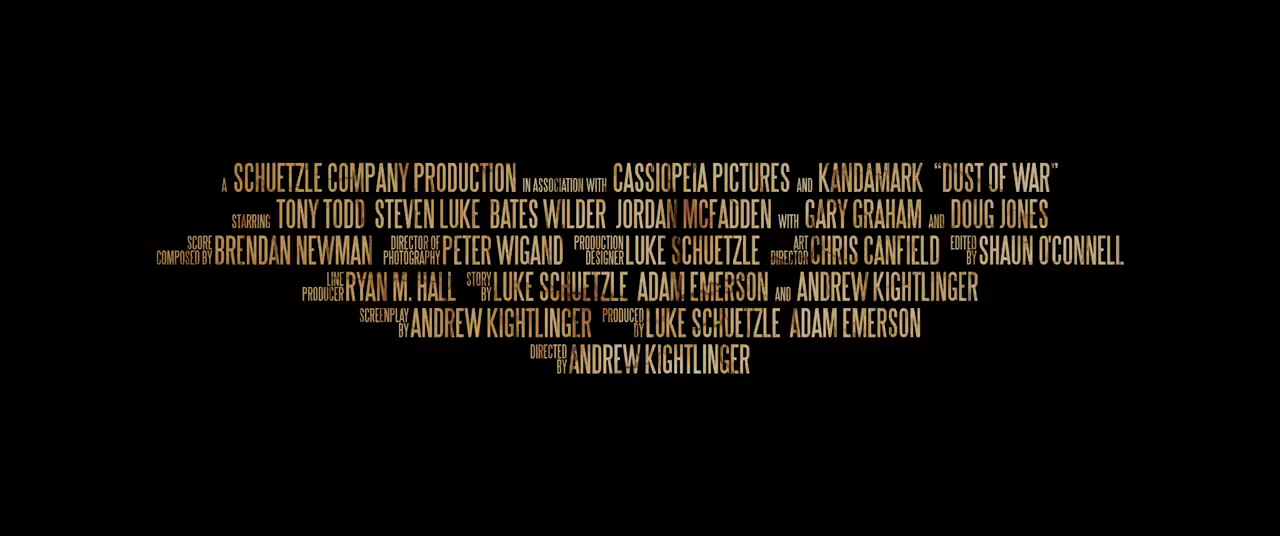 A SCHUETZLE COMPANY PRODUCTION IN ASSOCIATION WITH CASSIOPEIA PICTURES AND KANDAMARK “DUST OF WAR”
STARRING TONY TODD STEVEN LUKE BATES WILDER JORDAN MCFADDEN WITH GARY GRAHAM AND DOUG JONES
SCORE COMPOSED BY BRENDAN NEWMAN DIRECTOR OF PHOTOGRAPHY PETER WIGAND PRODUCTION DESIGNER LUKE SCHUETZLE ART DIRECTOR CHRIS CANFIELD EDITED BY SHAUN O'CONNELL
LINE PRODUCER RYAN M. HALL STORY BY LUKE SCHUETZLE ADAM EMERSON AND ANDREW KIGHTLINGER
SCREENPLAY BY ANDREW KIGHTLINGER PRODUCED BY LUKE SCHUETZLE ADAM EMERSON
DIRECTED BY ANDREW KIGHTLINGER